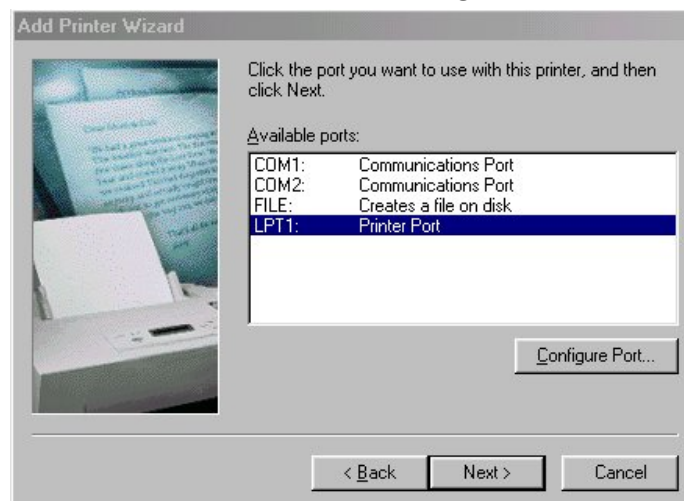 Add Printer Wizard
Click the port you want to use with this printer, and then
click Next.
Available ports:
COM1: Communications Port
COM2: Communications Port
FILE: Creates a file on disk
LPT1: Printer Port
Configure Port...
< Back Next > Cancel